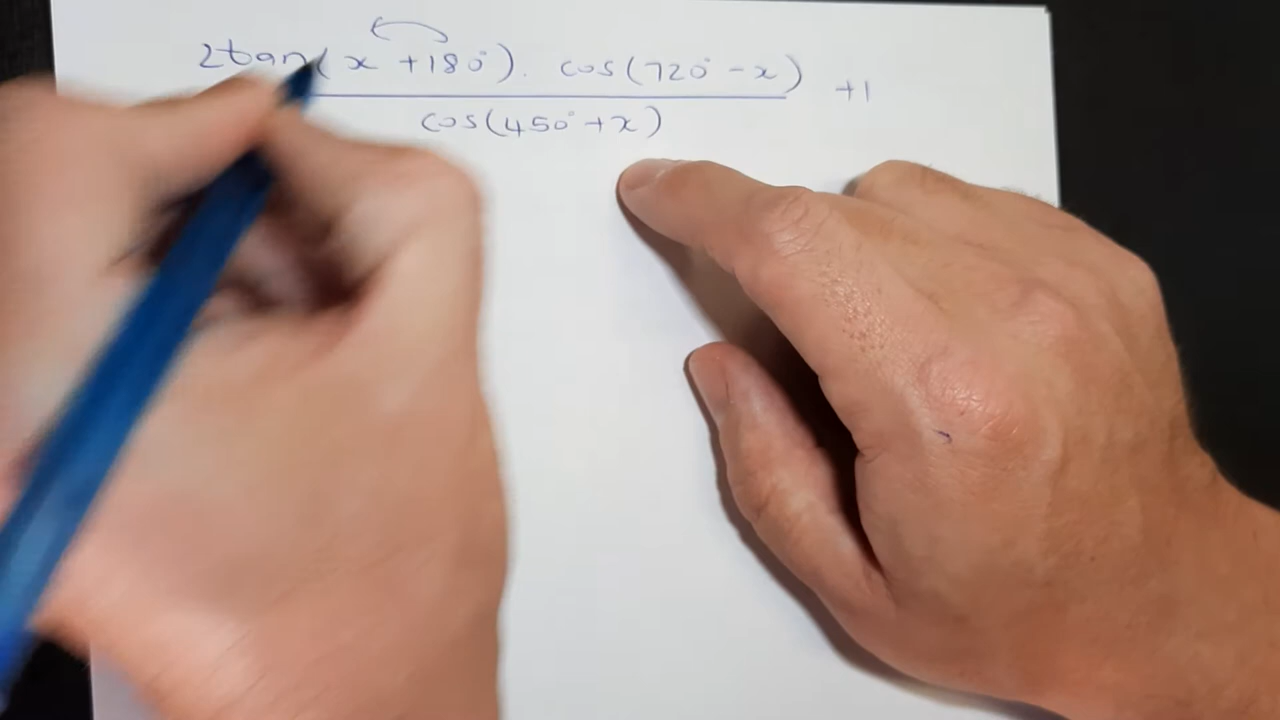 2tan(x +180°). cos(720° -x) +1
cos(450°+x)